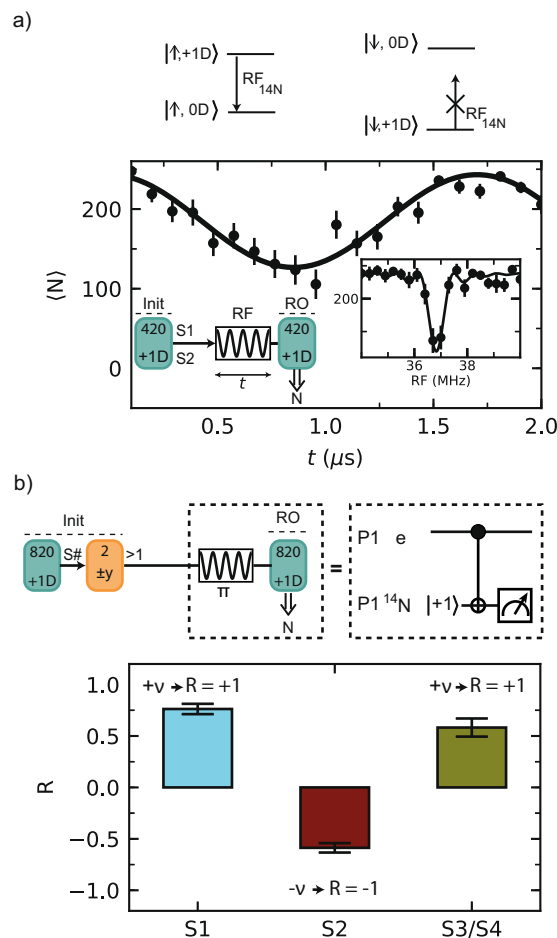 a)
|↑,+1D⟩
RF14N
|↑, 0D⟩
|↓, 0D⟩
|↓,+1D⟩
RF14N
⟨N⟩
200
100
0
Init
RF
RO
420
+1D
S1
S2
420
+1D
t
N
200
36
38
RF (MHz)
0.5
1.0
1.5
2.0
t (μs)
b)
Init
RO
820
+1D
S#
2
±y
>1
π
820
+1D
N
=
P1 e
P1 14N |+1⟩
+ν → R = +1
+ν → R = +1
1.0
0.5
0.0
−0.5
−1.0
R
-ν → R = -1
S1
S2
S3/S4